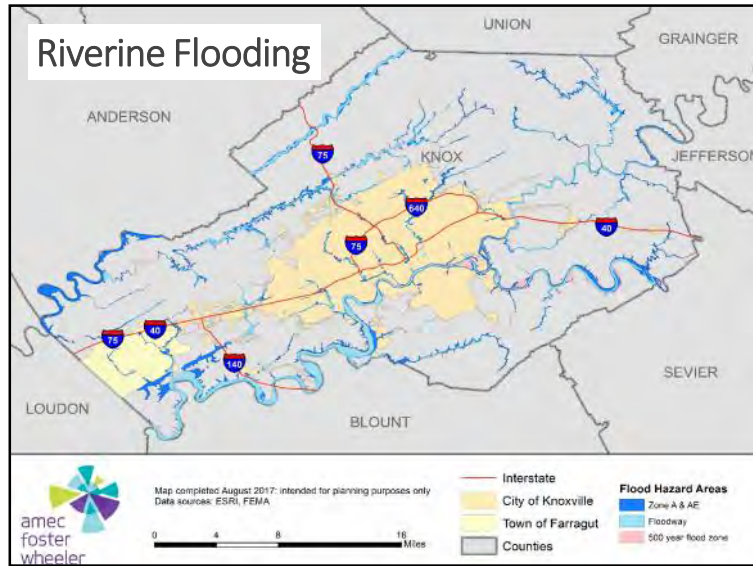 Riverine Flooding
UNION
GRAINGER
ANDERSON
75
KNOX
JEFFERSON
640
75
40
40
75
140
SEVIER
LOUDON
BLOUNT
amec
foster
wheeler
Map completed August 2017: intended for planning purposes only
Data sources: ESRI, FEMA
0 4 8 16
Miles
Interstate
City of Knoxville
Town of Farragut
Counties
Flood Hazard Areas
Zone A & AE
Floodway
500 year flood zone